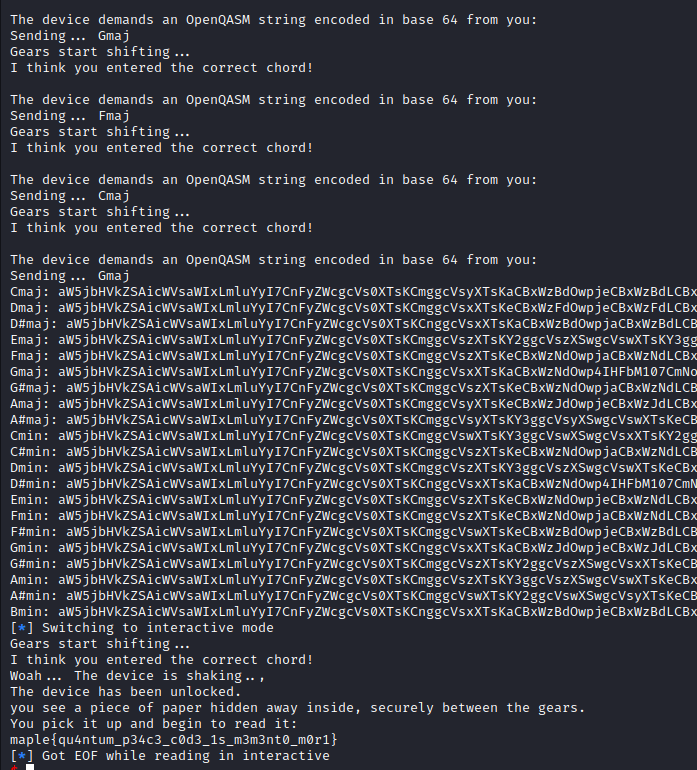 The device demands an OpenQASM string encoded in base 64 from you:
Sending... Gmaj
Gears start shifting...
I think you entered the correct chord!
The device demands an OpenQASM string encoded in base 64 from you:
Sending... Fmaj
Gears start shifting...
I think you entered the correct chord!
The device demands an OpenQASM string encoded in base 64 from you:
Sending... Cmaj
Gears start shifting...
I think you entered the correct chord!
The device demands an OpenQASM string encoded in base 64 from you:
Sending... Gmaj
Cmaj: aW5jbHVkZSAicWVsaWIxLmluYyI7CnFyZWcgcVs0XTsKCmggcVsyXTsKaCBxWzBdOwpjeCBxWzBdLCBx
Dmaj: aW5jbHVkZSAicWVsaWIxLmluYyI7CnFyZWcgcVs0XTsKCmggcVsxXTsKeCBxWzFdOwpjeCBxWzFdLCBx
D#maj: aW5jbHVkZSAicWVsaWIxLmluYyI7CnFyZWcgcVs0XTsKCnggcVsxXTsKaCBxWzBdOwpjaCBxWzBdLCB
Emaj: aW5jbHVkZSAicWVsaWIxLmluYyI7CnFyZWcgcVs0XTsKCmggcVszXTsKY2ggcVszXSwgcVswXTsKY3gg
Fmaj: aW5jbHVkZSAicWVsaWIxLmluYyI7CnFyZWcgcVs0XTsKCmggcVszXTsKeCBxWzNdOwpjaCBxWzNdLCBx
Gmaj: aW5jbHVkZSAicWVsaWIxLmluYyI7CnFyZWcgcVs0XTsKCnggcVsxXTsKaCBxWzNdOwp4IHFbM107CmNo
G#maj: aW5jbHVkZSAicWVsaWIxLmluYyI7CnFyZWcgcVs0XTsKCmggcVszXTsKeCBxWzNdOwpjaCBxWzNdLCB
Amaj: aW5jbHVkZSAicWVsaWIxLmluYyI7CnFyZWcgcVs0XTsKCmggcVsyXTsKeCBxWzJdOwpjeCBxWzJdLCBx
A#maj: aW5jbHVkZSAicWVsaWIxLmluYyI7CnFyZWcgcVs0XTsKCmggcVsyXTsKY3ggcVsyXSwgcVswXTsKeCB
Cmin: aW5jbHVkZSAicWVsaWIxLmluYyI7CnFyZWcgcVs0XTsKCmggcVswXTsKY3ggcVswXSwgcVsxXTsKY2gg
C#min: aW5jbHVkZSAicWVsaWIxLmluYyI7CnFyZWcgcVs0XTsKCmggcVszXTsKeCBxWzNdOwpjaCBxWzNdLCB
Dmin: aW5jbHVkZSAicWVsaWIxLmluYyI7CnFyZWcgcVs0XTsKCmggcVszXTsKY3ggcVszXSwgcVswXTsKeCBx
D#min: aW5jbHVkZSAicWVsaWIxLmluYyI7CnFyZWcgcVs0XTsKCnggcVsxXTsKaCBxWzNdOwp4IHFbM107CmN
Emin: aW5jbHVkZSAicWVsaWIxLmluYyI7CnFyZWcgcVs0XTsKCmggcVszXTsKeCBxWzNdOwpjeCBxWzNdLCBx
Fmin: aW5jbHVkZSAicWVsaWIxLmluYyI7CnFyZWcgcVs0XTsKCmggcVszXTsKeCBxWzNdOwpjaCBxWzNdLCBx
F#min: aW5jbHVkZSAicWVsaWIxLmluYyI7CnFyZWcgcVs0XTsKCmggcVswXTsKeCBxWzBdOwpjeCBxWzBdLCB
Gmin: aW5jbHVkZSAicWVsaWIxLmluYyI7CnFyZWcgcVs0XTsKCnggcVsxXTsKaCBxWzJdOwpjeCBxWzJdLCBx
G#min: aW5jbHVkZSAicWVsaWIxLmluYyI7CnFyZWcgcVs0XTsKCmggcVszXTsKY2ggcVszXSwgcVsxXTsKeCB
Amin: aW5jbHVkZSAicWVsaWIxLmluYyI7CnFyZWcgcVs0XTsKCmggcVszXTsKY3ggcVszXSwgcVswXTsKeCBx
A#min: aW5jbHVkZSAicWVsaWIxLmluYyI7CnFyZWcgcVs0XTsKCmggcVswXTsKY2ggcVswXSwgcVsyXTsKeCB
Bmin: aW5jbHVkZSAicWVsaWIxLmluYyI7CnFyZWcgcVs0XTsKCnggcVsxXTsKaCBxWzBdOwpjeCBxWzBdLCBx
[*] Switching to interactive mode
Gears start shifting...
I think you entered the correct chord!
Woah... The device is shaking..,
The device has been unlocked.
you see a piece of paper hidden away inside, securely between the gears.
You pick it up and begin to read it:
maple{qu4ntum_p34c3_c0d3_1s_m3m3nt0_m0r1}
[*] Got EOF while reading in interactive